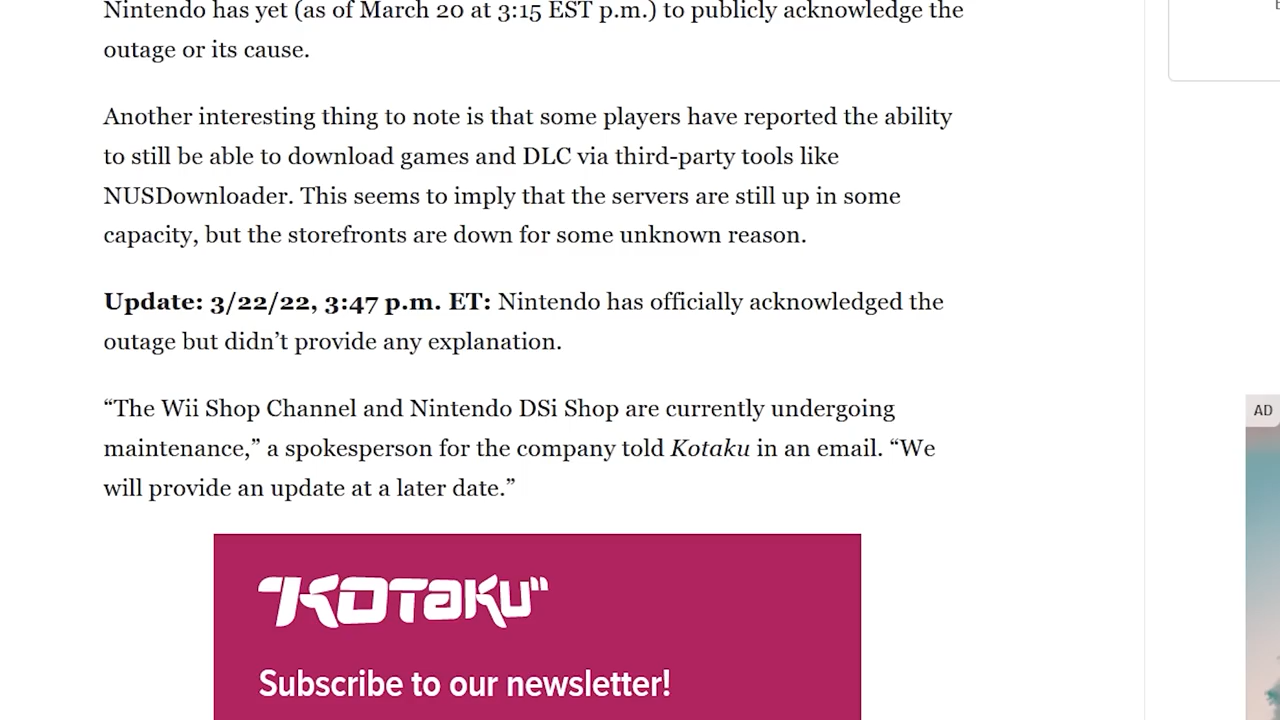 Nintendo has yet (as of March 20 at 3:15 EST p.m.) to publicly acknowledge the
outage or its cause.
Another interesting thing to note is that some players have reported the ability
to still be able to download games and DLC via third-party tools like
NUSDownloader. This seems to imply that the servers are still up in some
capacity, but the storefronts are down for some unknown reason.
Update: 3/22/22, 3:47 p.m. ET: Nintendo has officially acknowledged the
outage but didn’t provide any explanation.
“The Wii Shop Channel and Nintendo DSi Shop are currently undergoing
maintenance,” a spokesperson for the company told Kotaku in an email. “We
will provide an update at a later date.”
"KOTaKU"
Subscribe to our newsletter!
AD